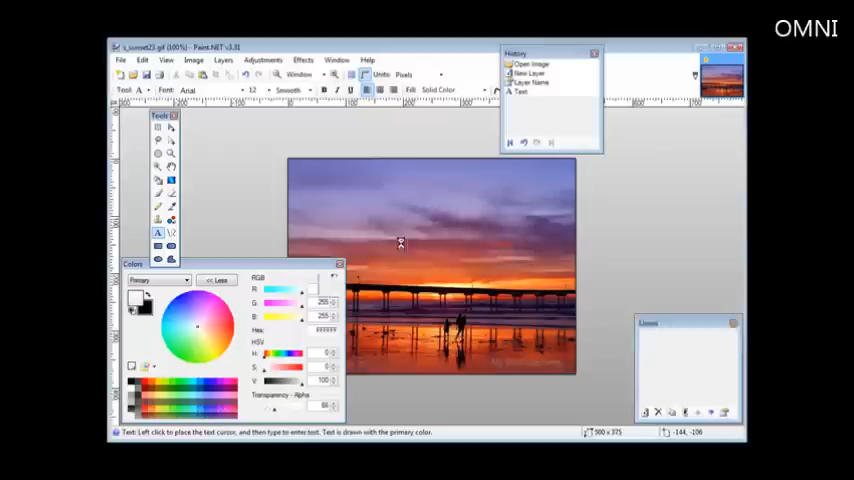 OMNI
s_sunset23.gif (100%) - Paint.NET v3.31
File Edit View Image Layers Adjustments Effects Window Help
Window Units: Pixels
Tool: Font: Arial 12 Smooth B I U Fill: Solid Color
History
Open Image
New Layer
Layer Name
Text
Tools
Colors
Primary
<< Less
RGB
R:
G: 255
B: 255
Hex: FFFFFF
HSV
H: 0
S: 0
V: 100
Transparency - Alpha
Layers
Text: Left click to place the text cursor, and then type to enter text. Text is drawn with the primary color.
500 x 375
-144, -106